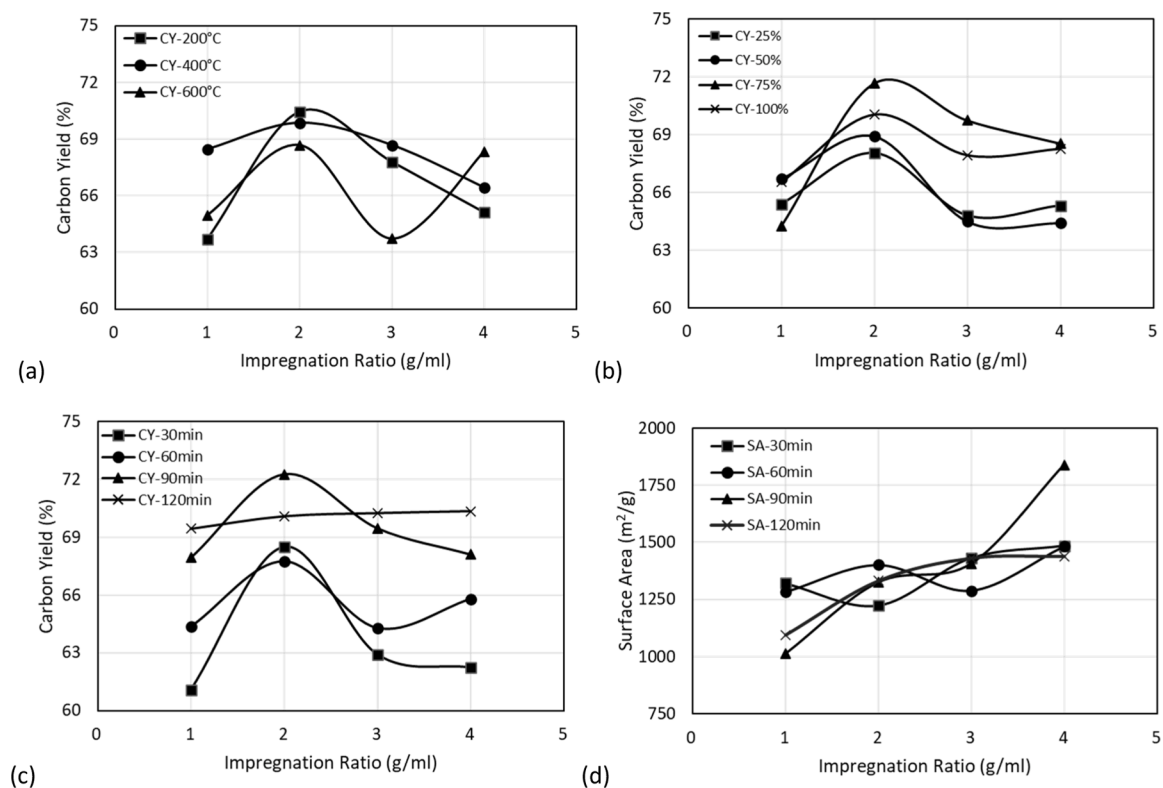 75
72
69
66
63
60
Carbon Yield (%)
CY-200°C
CY-400°C
CY-600°C
0 1 2 3 4 5
Impregnation Ratio (g/ml)
(a)
75
72
69
66
63
60
Carbon Yield (%)
CY-25%
CY-50%
CY-75%
CY-100%
0 1 2 3 4 5
Impregnation Ratio (g/ml)
(b)
75
72
69
66
63
60
Carbon Yield (%)
CY-30min
CY-60min
CY-90min
CY-120min
0 1 2 3 4 5
Impregnation Ratio (g/ml)
(c)
2000
1750
1500
1250
1000
750
Surface Area (m²/g)
SA-30min
SA-60min
SA-90min
SA-120min
0 1 2 3 4 5
Impregnation Ratio (g/ml)
(d)